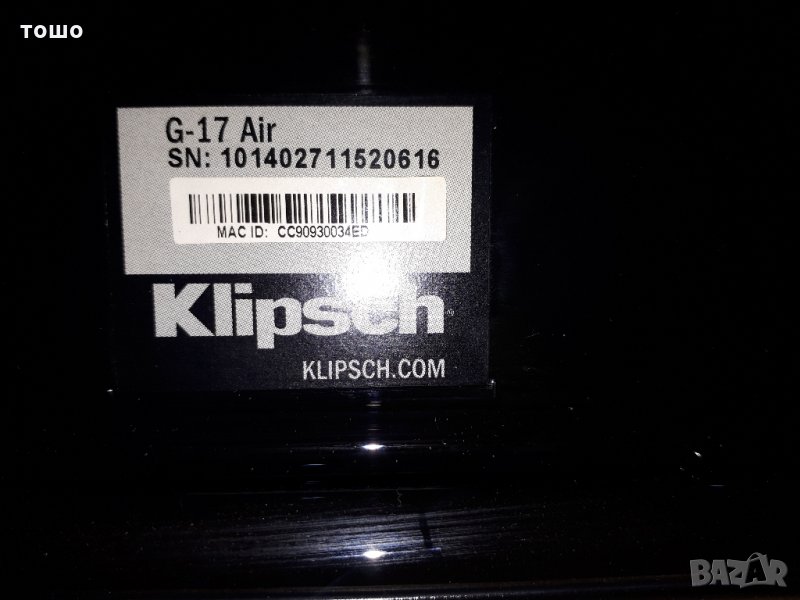 тошо
G-17 Air
SN: 101402711520616
MAC ID: CC90930034ED
Klipsch®
KLIPSCH.COM
BAZAR